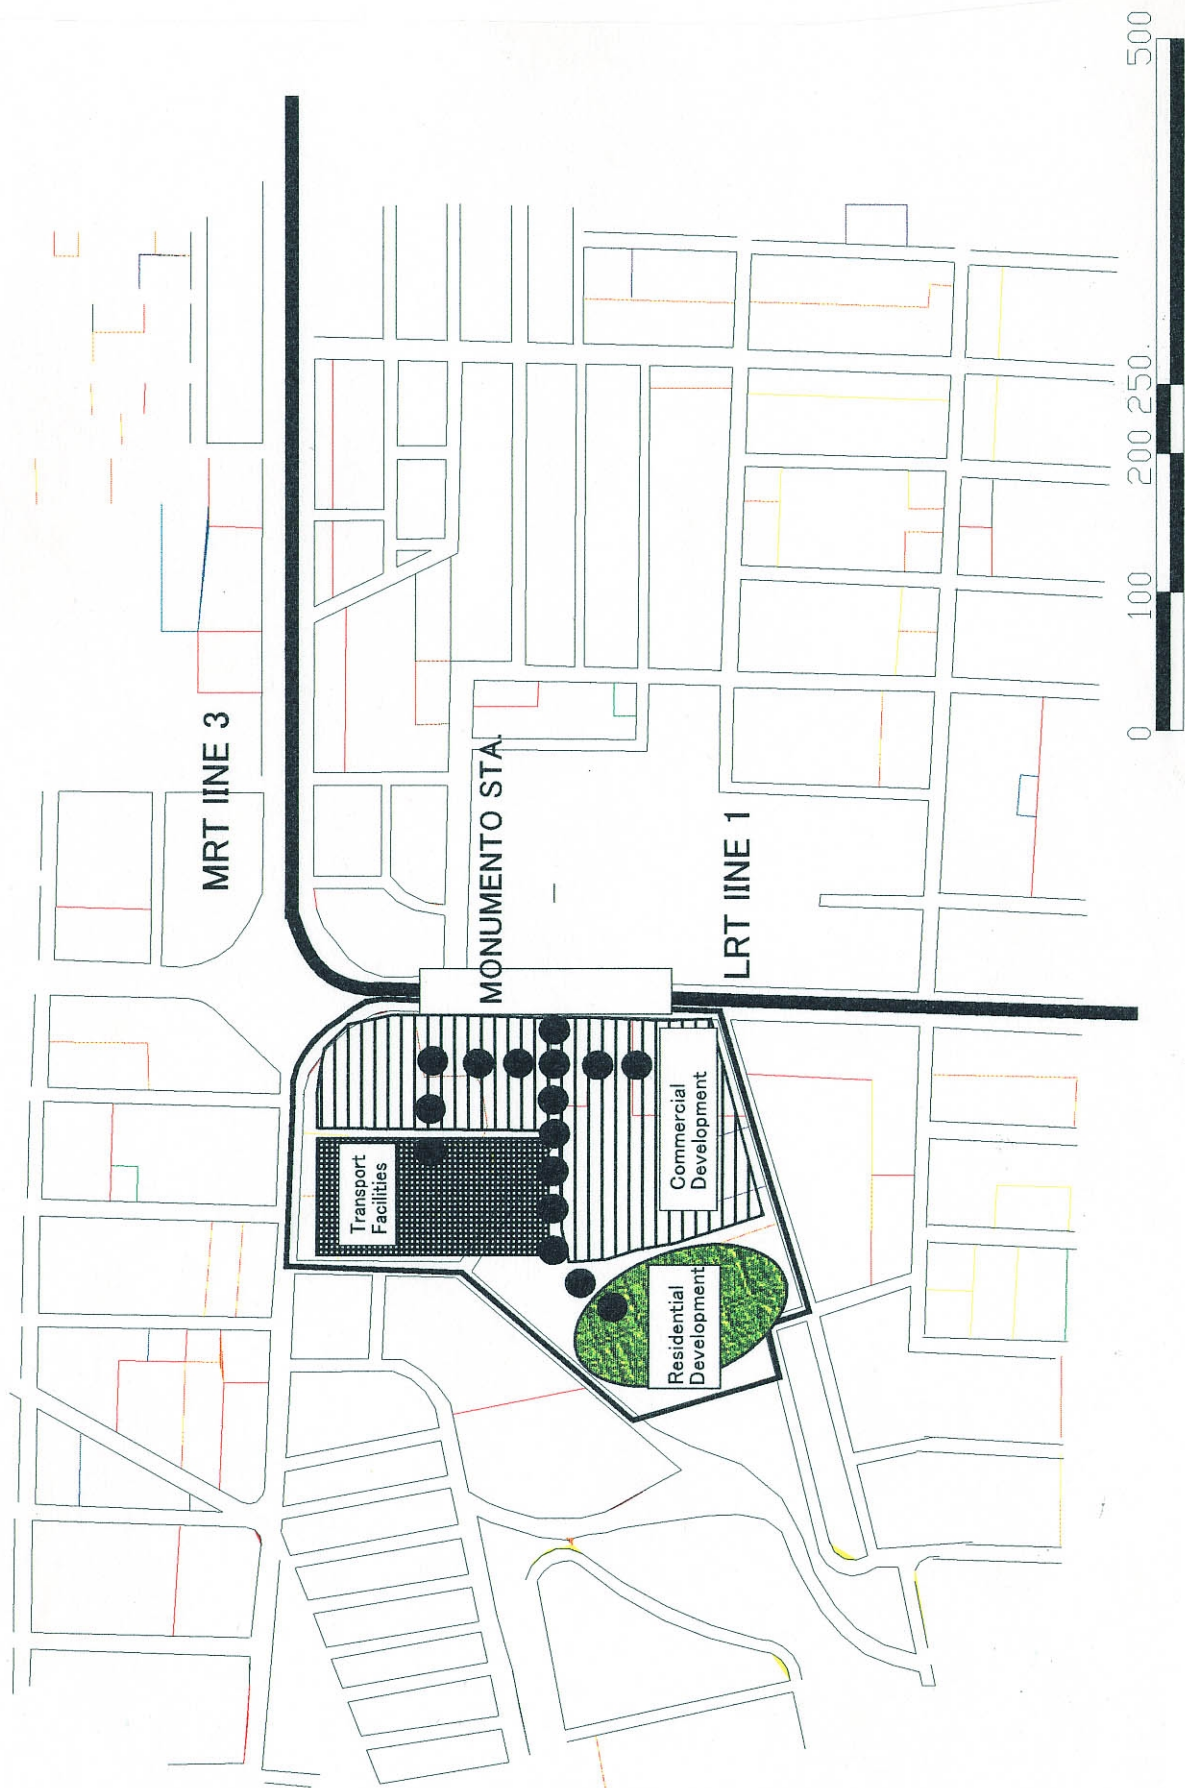 MRT IINE 3
MONUMENTO STA.
LRT IINE 1
Transport
Facilities
Commercial
Development
Residential
Development
0 100 200 250 500